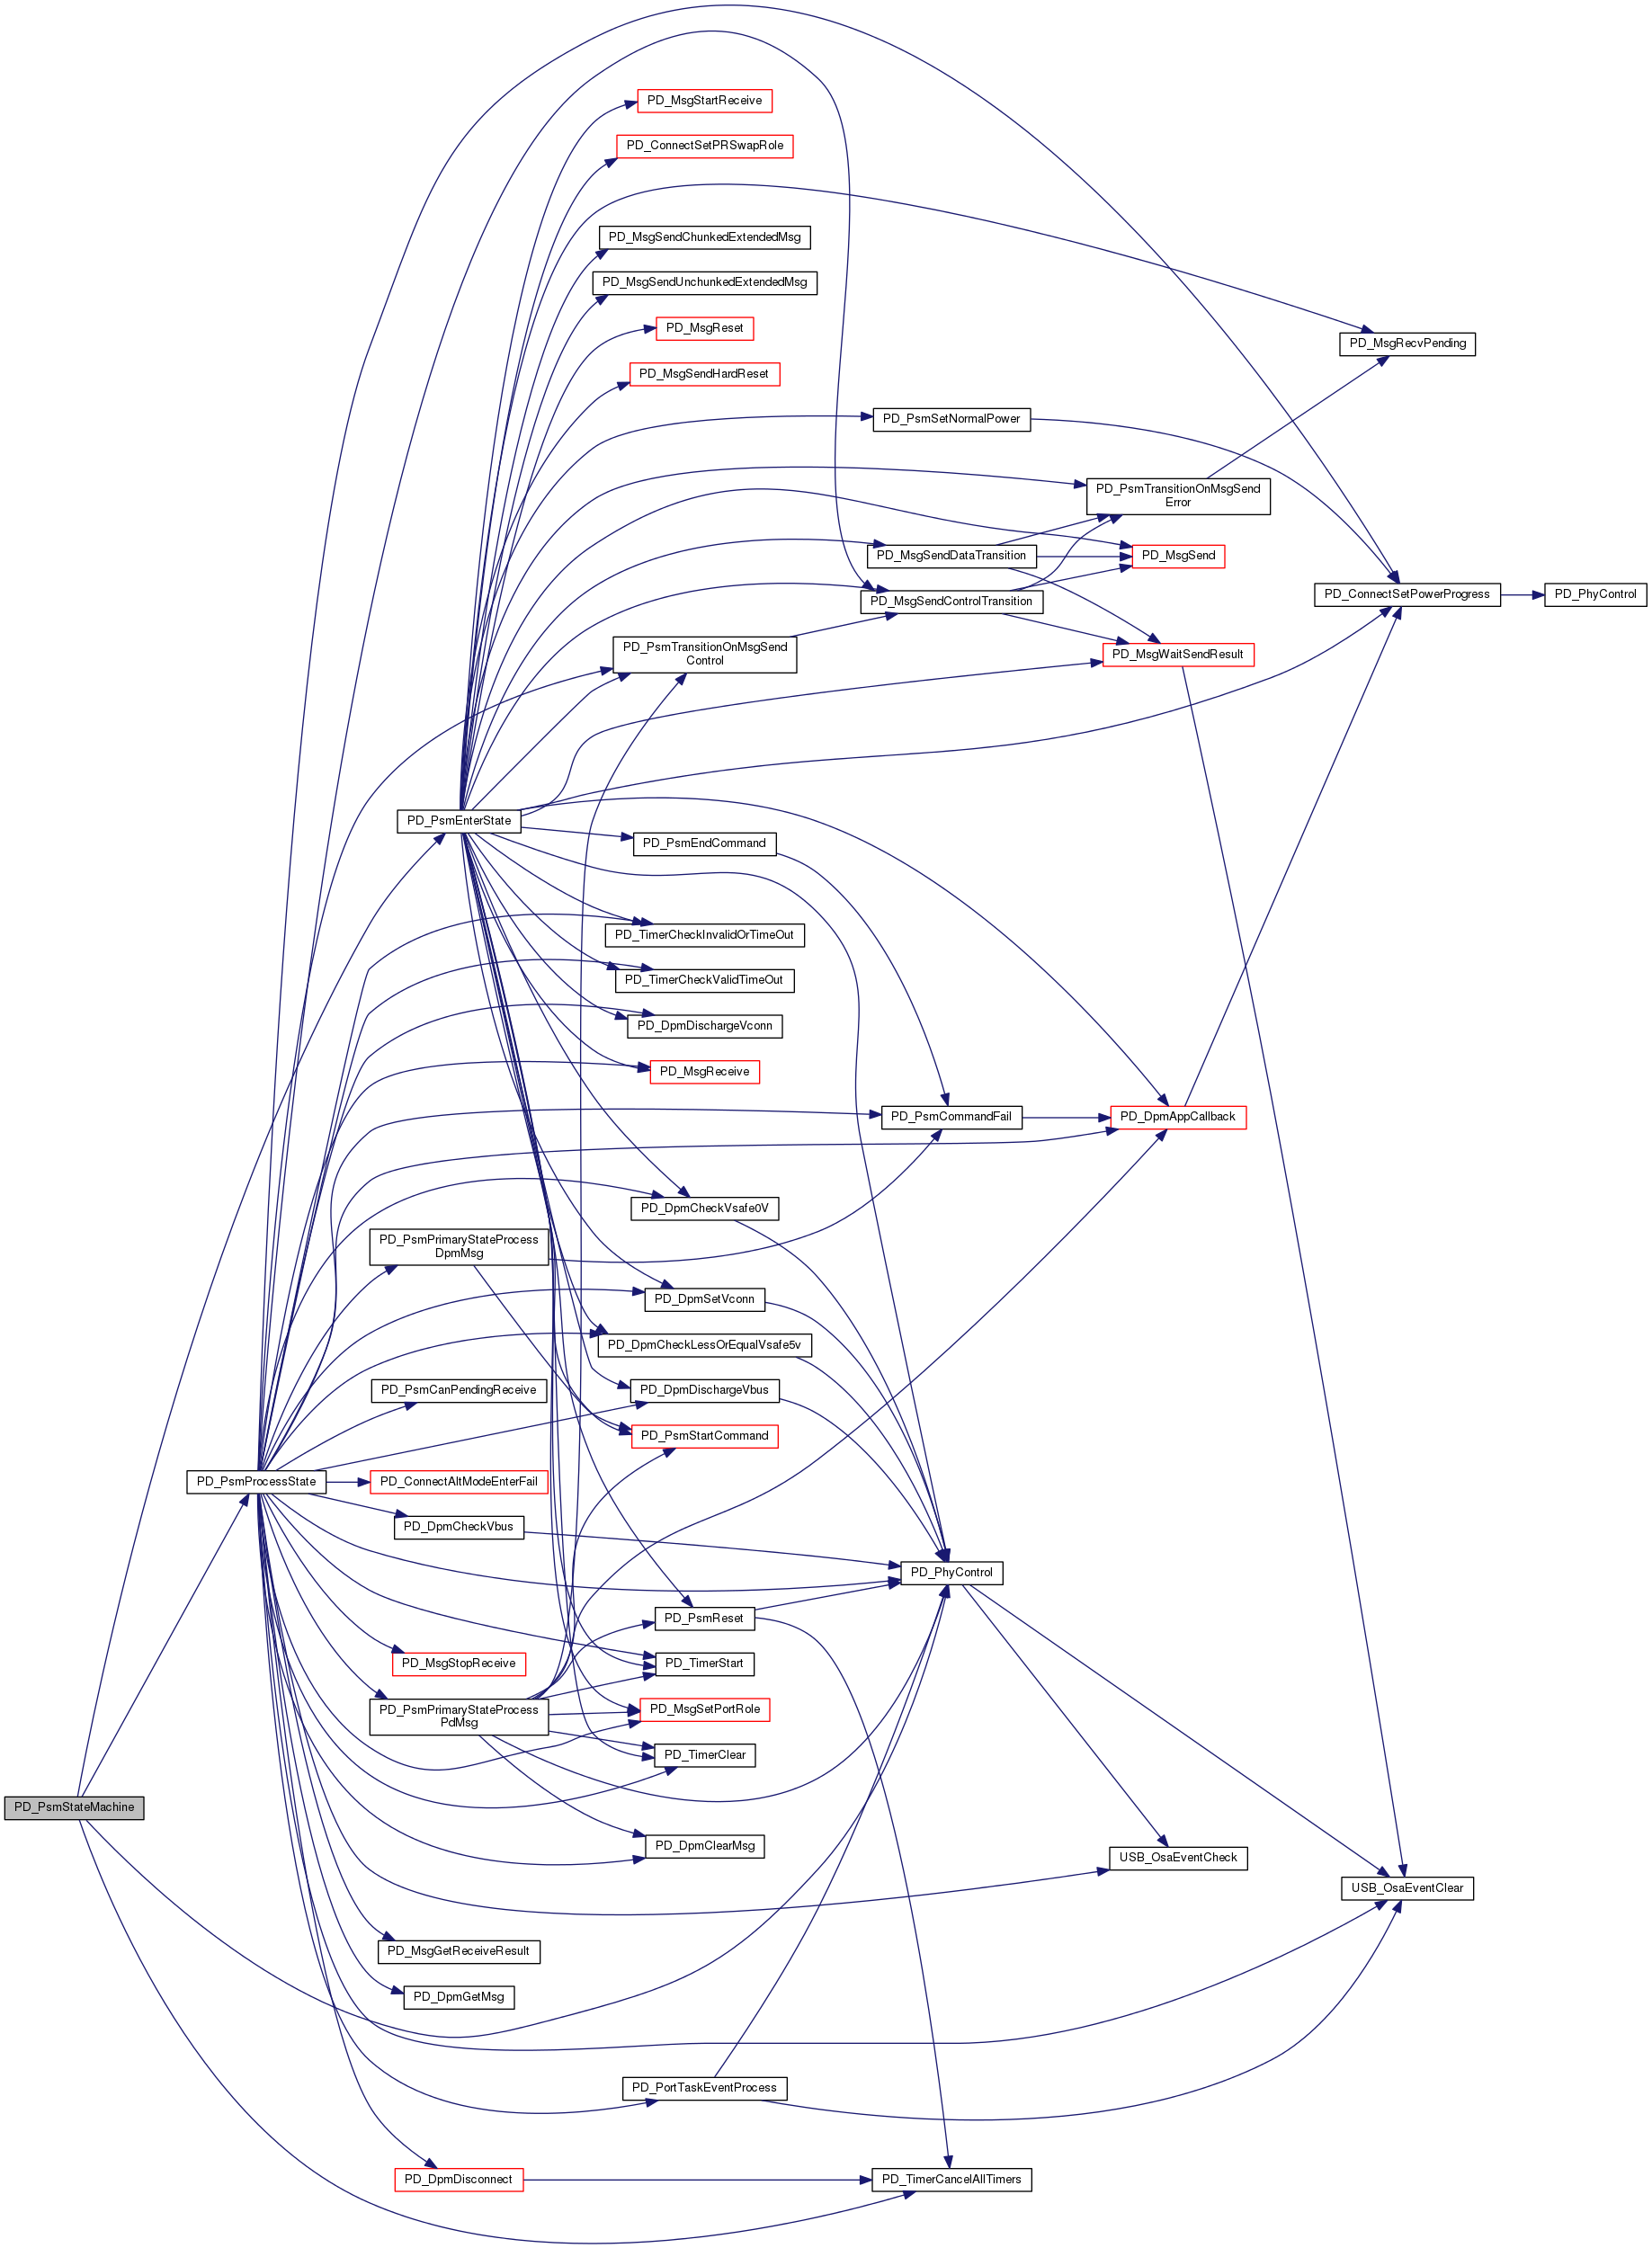 PD_MsgStartReceive
PD_ConnectSetPRSwapRole
PD_MsgSendChunkedExtendedMsg
PD_MsgSendUnchunkedExtendedMsg
PD_MsgReset
PD_MsgRecvPending
PD_MsgSendHardReset
PD_PsmSetNormalPower
PD_PsmTransitionOnMsgSend
Error
PD_MsgSendDataTransition
PD_MsgSend
PD_MsgSendControlTransition
PD_ConnectSetPowerProgress
PD_PhyControl
PD_PsmTransitionOnMsgSend
Control
PD_MsgWaitSendResult
PD_PsmEnterState
PD_PsmEndCommand
PD_TimerCheckInvalidOrTimeOut
PD_TimerCheckValidTimeOut
PD_DpmDischargeVconn
PD_MsgReceive
PD_PsmCommandFail
PD_DpmAppCallback
PD_DpmCheckVsafe0V
PD_PsmPrimaryStateProcess
DpmMsg
PD_DpmSetVconn
PD_DpmCheckLessOrEqualVsafe5v
PD_PsmCanPendingReceive
PD_DpmDischargeVbus
PD_PsmStartCommand
PD_PsmProcessState
PD_ConnectAltModeEnterFail
PD_DpmCheckVbus
PD_PhyControl
PD_PsmReset
PD_MsgStopReceive
PD_TimerStart
PD_PsmPrimaryStateProcess
PdMsg
PD_MsgSetPortRole
PD_TimerClear
PD_PsmStateMachine
PD_DpmClearMsg
USB_OsaEventCheck
USB_OsaEventClear
PD_MsgGetReceiveResult
PD_DpmGetMsg
PD_PortTaskEventProcess
PD_DpmDisconnect
PD_TimerCancelAllTimers